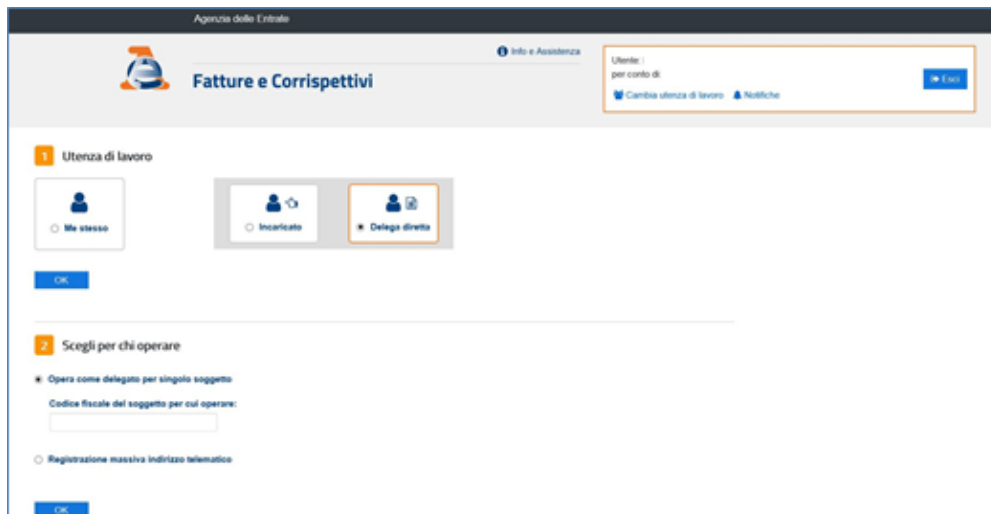 Agenzia delle Entrate
Info e Assistenza
Fatture e Corrispettivi
Utente: :
per conto di:
Cambia utenza di lavoro
Notifiche
Esci
1 Utenza di lavoro
Me stesso
Incaricato
Delega diretta
OK
2 Scegli per chi operare
Opera come delegato per singolo soggetto
Codice fiscale del soggetto per cui operare:
Registrazione massiva indirizzo telematico
OK